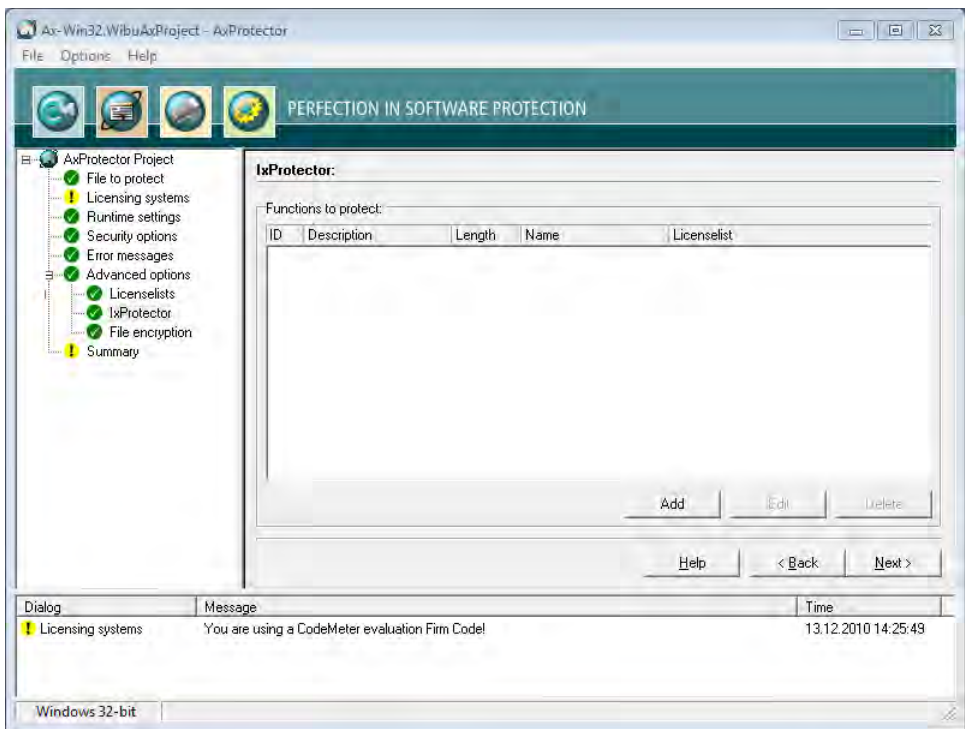 Ax-Win32.WibuAxProject - AxProtector
File Options Help
PERFECTION IN SOFTWARE PROTECTION
AxProtector Project
File to protect
Licensing systems
Runtime settings
Security options
Error messages
Advanced options
Licenselists
IxProtector
File encryption
Summary
IxProtector:
Functions to protect:
ID Description Length Name Licenselist
Add Edit Delete
Help < Back Next >
Dialog Message Time
Licensing systems You are using a CodeMeter evaluation Firm Code! 13.12.2010 14:25:49
Windows 32-bit